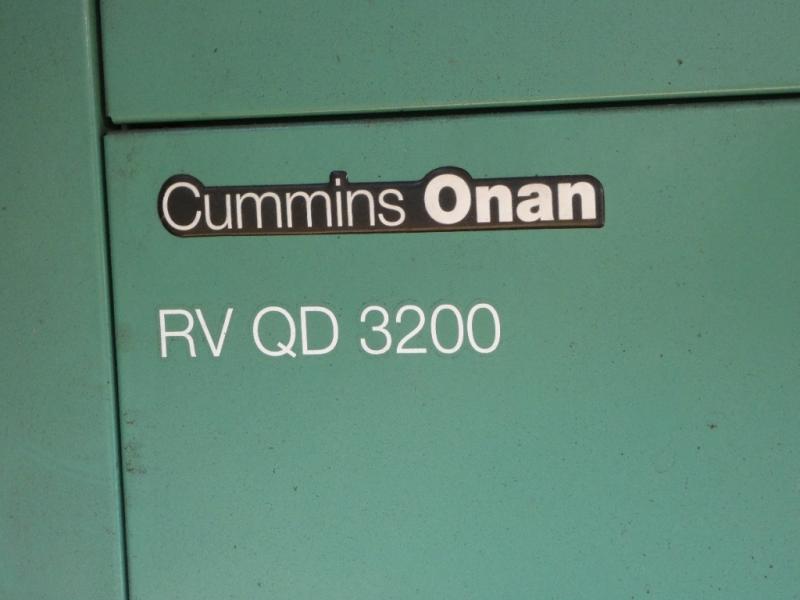 Cummins Onan
RV QD 3200